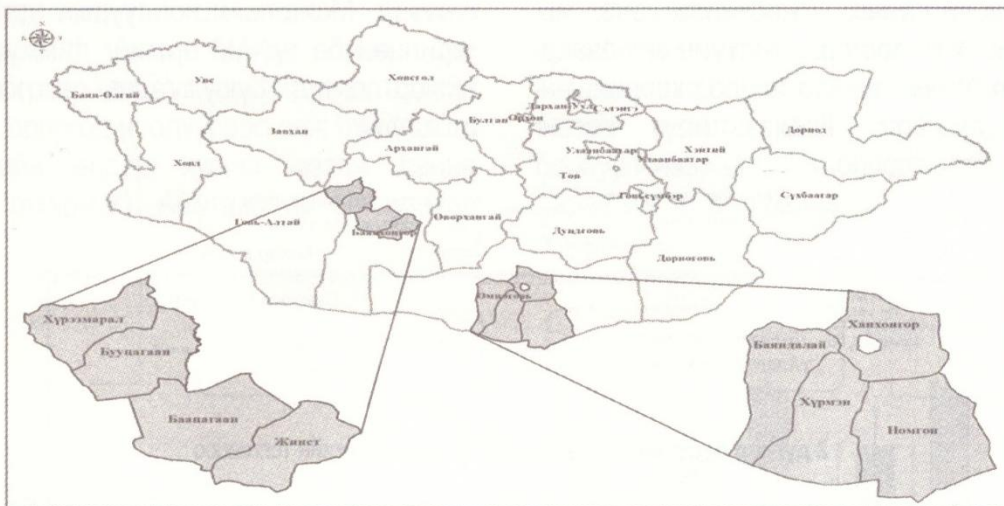 Увс
Хөвсгөл
Баян-Өлгий
Дархан-Уул
Сэлэнгэ
Орхон
Булган
Завхан
Дорнод
Архангай
Улаанбаатар
Хэнтий
Ховд
Улаанбаатар
Төв
Сүхбаатар
Говьсүмбэр
Говь-Алтай
Өвөрхангай
Баянхонгор
Дундговь
Дорноговь
Өмнөговь
Хүрээмарал
Ханхонгор
Бууцагаан
Баяндалай
Хүрмэн
Баацагаан
Номгон
Жинст